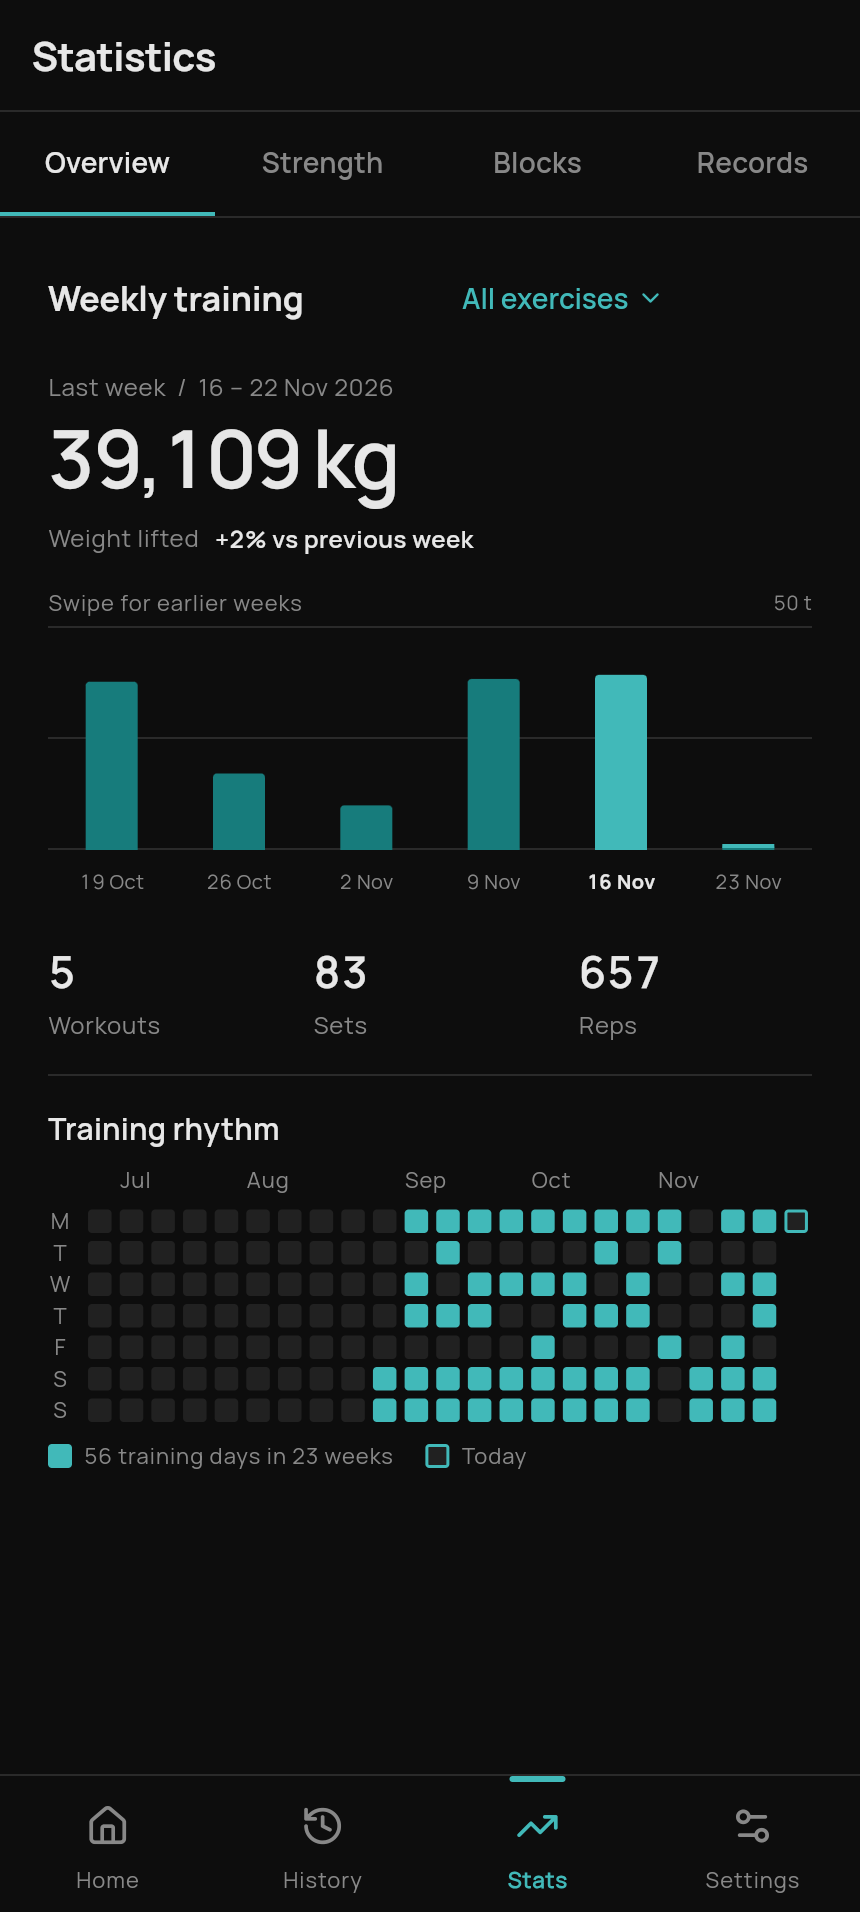 Statistics
Overview Strength Blocks Records
Weekly training All exercises
Last week / 16 – 22 Nov 2026
39,109 kg
Weight lifted +2% vs previous week
Swipe for earlier weeks 50 t
19 Oct 26 Oct 2 Nov 9 Nov 16 Nov 23 Nov
5 83 657
Workouts Sets Reps
Training rhythm
Jul Aug Sep Oct Nov
M
T
W
T
F
S
S
56 training days in 23 weeks Today
Home History Stats Settings